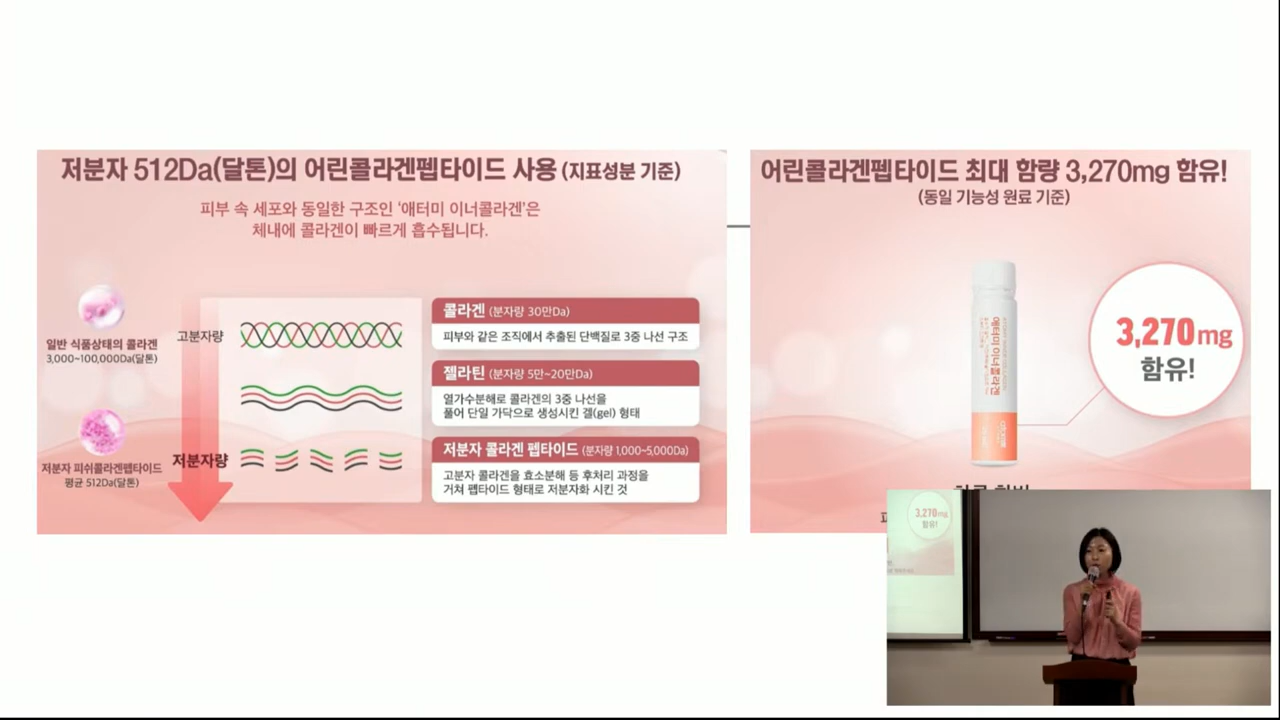 저분자 512Da(달톤)의 어린콜라겐펩타이드 사용 (지표성분 기준)
피부 속 세포와 동일한 구조인 '애터미 이너콜라겐'은
체내에 콜라겐이 빠르게 흡수됩니다.
일반 식품상태의 콜라겐
3,000~100,000Da(달톤)
저분자 피쉬콜라겐펩타이드
평균 512Da(달톤)
고분자량
저분자량
콜라겐 (분자량 30만Da)
피부와 같은 조직에서 추출된 단백질로 3중 나선 구조
젤라틴 (분자량 5만~20만Da)
열가수분해로 콜라겐의 3중 나선을
풀어 단일 가닥으로 생성시킨 겔(gel) 형태
저분자 콜라겐 펩타이드 (분자량 1,000~5,000Da)
고분자 콜라겐을 효소분해 등 후처리 과정을
거쳐 펩타이드 형태로 저분자화 시킨 것
어린콜라겐펩타이드 최대 함량 3,270mg 함유!
(동일 기능성 원료 기준)
애터미 이너콜라겐
3,270mg
함유!
3,270mg
함유!